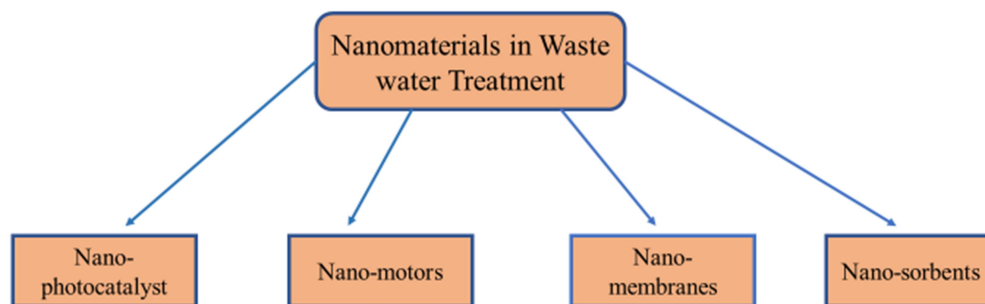 Nanomaterials in Waste
water Treatment
Nano-
photocatalyst
Nano-motors
Nano-
membranes
Nano-sorbents